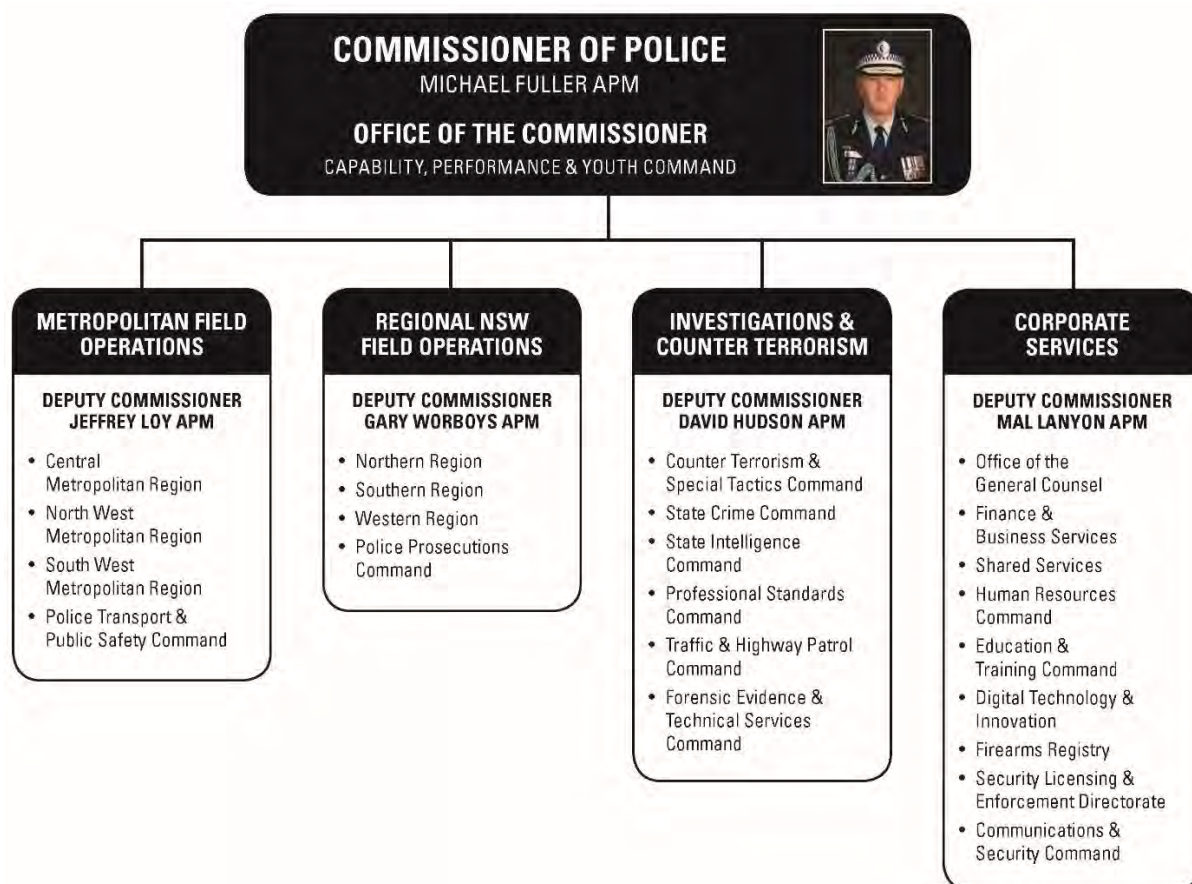 COMMISSIONER OF POLICE
MICHAEL FULLER APM
OFFICE OF THE COMMISSIONER
CAPABILITY, PERFORMANCE & YOUTH COMMAND
METROPOLITAN FIELD
OPERATIONS
DEPUTY COMMISSIONER
JEFFREY LOY APM
• Central
Metropolitan Region
• North West
Metropolitan Region
• South West
Metropolitan Region
• Police Transport &
Public Safety Command
REGIONAL NSW
FIELD OPERATIONS
DEPUTY COMMISSIONER
GARY WORBOYS APM
• Northern Region
• Southern Region
• Western Region
• Police Prosecutions
Command
INVESTIGATIONS &
COUNTER TERRORISM
DEPUTY COMMISSIONER
DAVID HUDSON APM
• Counter Terrorism &
Special Tactics Command
• State Crime Command
• State Intelligence
Command
• Professional Standards
Command
• Traffic & Highway Patrol
Command
• Forensic Evidence &
Technical Services
Command
CORPORATE
SERVICES
DEPUTY COMMISSIONER
MAL LANYON APM
• Office of the
General Counsel
• Finance &
Business Services
• Shared Services
• Human Resources
Command
• Education &
Training Command
• Digital Technology &
Innovation
• Firearms Registry
• Security Licensing &
Enforcement Directorate
• Communications &
Security Command